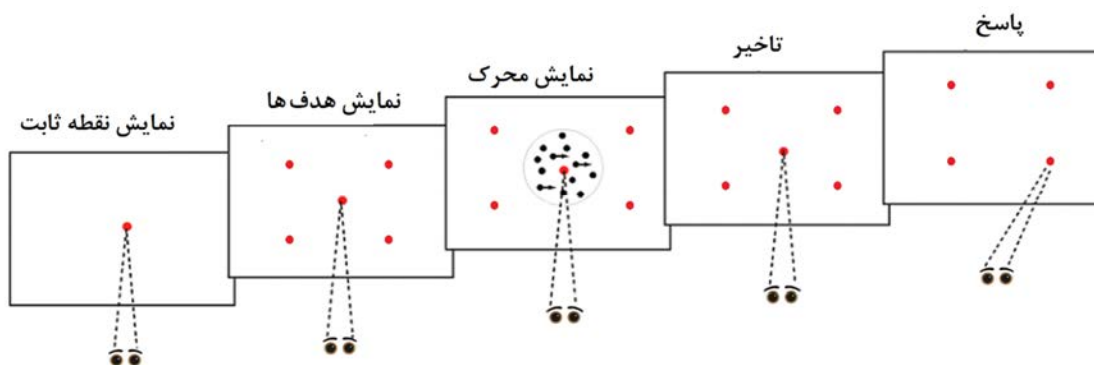 نمایش نقطه ثابت
نمایش هدف‌ها
نمایش محرک
تاخیر
پاسخ